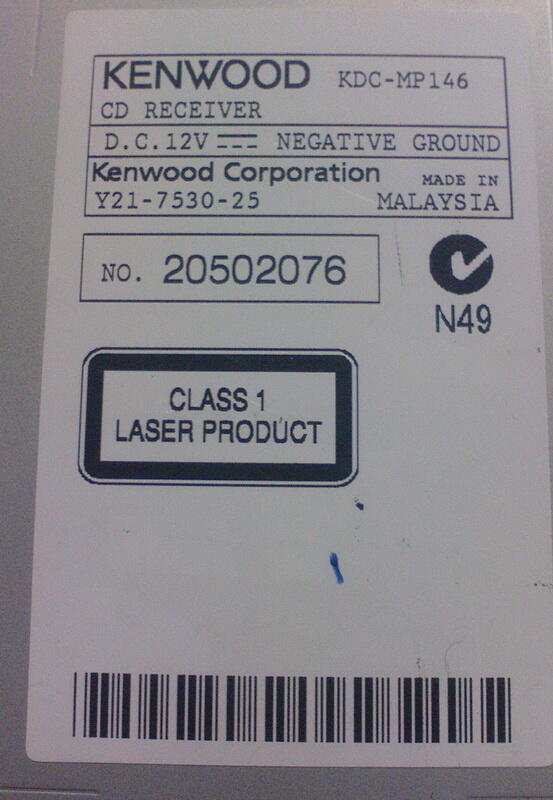 KENWOOD KDC-MP146
CD RECEIVER
D.C.12V NEGATIVE GROUND
Kenwood Corporation MADE IN
Y21-7530-25 MALAYSIA
NO. 20502076
N49
CLASS 1
LASER PRODUCT